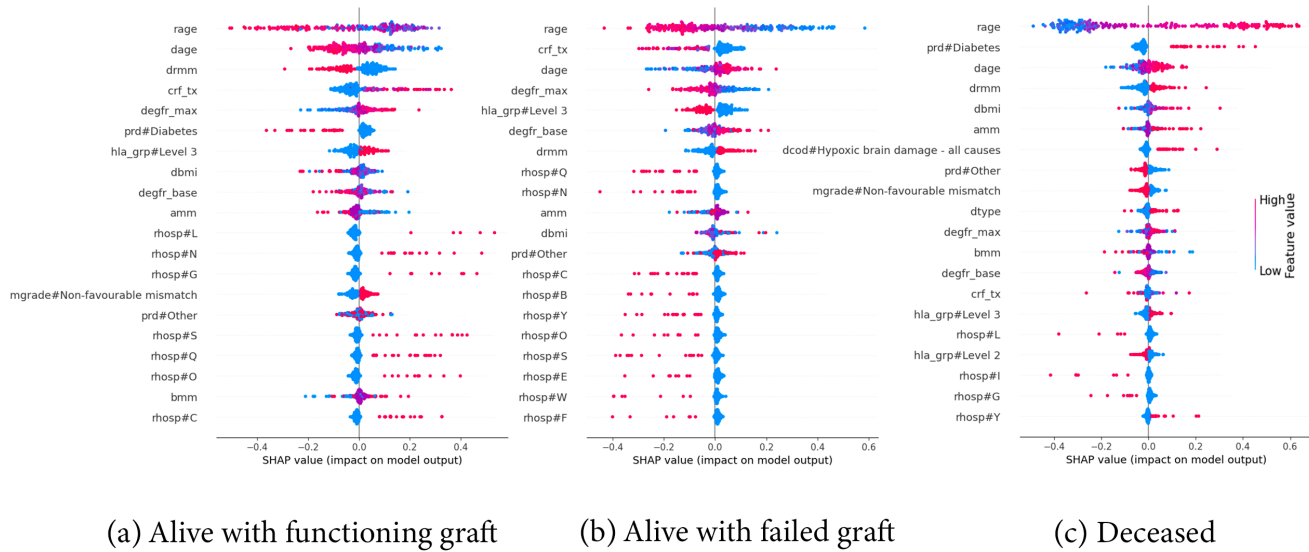 rage
dage
drmm
crf_tx
degfr_max
prd#Diabetes
hla_grp#Level 3
dbmi
degfr_base
amm
rhosp#L
rhosp#N
rhosp#G
mgrade#Non-favourable mismatch
prd#Other
rhosp#S
rhosp#Q
rhosp#O
bmm
rhosp#C
−0.4 −0.2 0.0 0.2 0.4
SHAP value (impact on model output)
(a) Alive with functioning graft
rage
crf_tx
dage
degfr_max
hla_grp#Level 3
degfr_base
drmm
rhosp#Q
rhosp#N
amm
dbmi
prd#Other
rhosp#C
rhosp#B
rhosp#Y
rhosp#O
rhosp#S
rhosp#E
rhosp#W
rhosp#F
−0.4 −0.2 0.0 0.2 0.4 0.6
SHAP value (impact on model output)
(b) Alive with failed graft
rage
prd#Diabetes
dage
drmm
dbmi
amm
dcod#Hypoxic brain damage - all causes
prd#Other
mgrade#Non-favourable mismatch
dtype
degfr_max
bmm
degfr_base
crf_tx
hla_grp#Level 3
rhosp#L
hla_grp#Level 2
rhosp#I
rhosp#G
rhosp#Y
−0.4 −0.2 0.0 0.2 0.4 0.6
SHAP value (impact on model output)
(c) Deceased
High
Low
Feature value